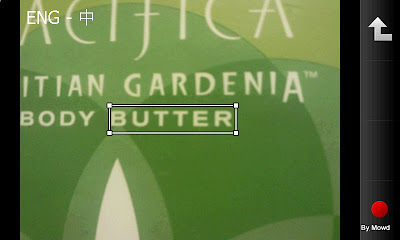 ENG - 中
ACIFICA
ITIAN GARDENIA™
BODY BUTTER
By Mowd